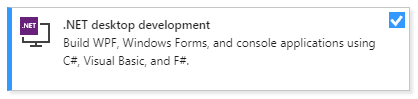 .NET
.NET desktop development
Build WPF, Windows Forms, and console applications using
C#, Visual Basic, and F#.